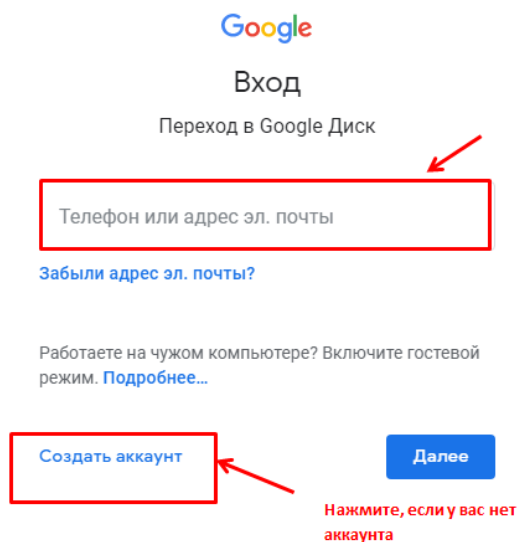 Google
Вход
Переход в Google Диск
Телефон или адрес эл. почты
Забыли адрес эл. почты?
Работаете на чужом компьютере? Включите гостевой
режим. Подробнее...
Создать аккаунт
Далее
Нажмите, если у вас нет
аккаунта